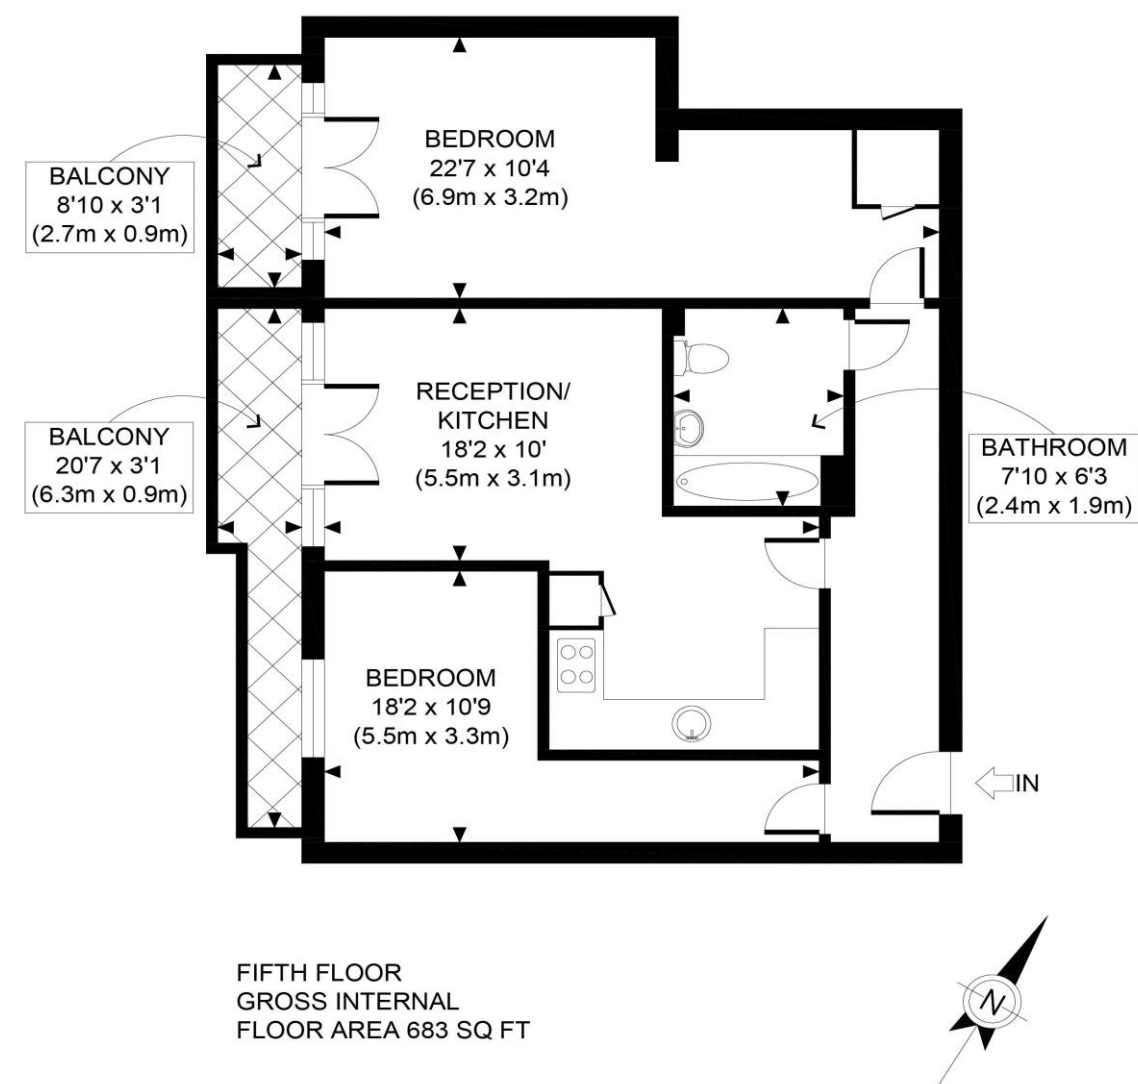 BEDROOM
22'7 x 10'4
(6.9m x 3.2m)
BALCONY
8'10 x 3'1
(2.7m x 0.9m)
RECEPTION/
KITCHEN
18'2 x 10'
(5.5m x 3.1m)
BALCONY
20'7 x 3'1
(6.3m x 0.9m)
BATHROOM
7'10 x 6'3
(2.4m x 1.9m)
BEDROOM
18'2 x 10'9
(5.5m x 3.3m)
IN
FIFTH FLOOR
GROSS INTERNAL
FLOOR AREA 683 SQ FT
N